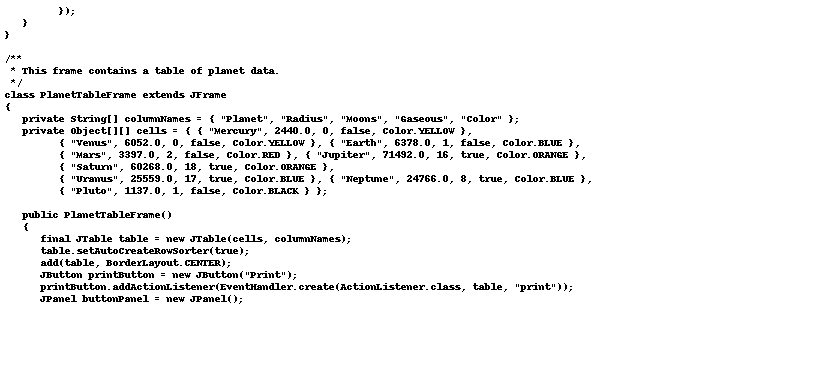 });
   }
}

/**
 * This frame contains a table of planet data.
 */
class PlanetTableFrame extends JFrame
{
   private String[] columnNames = { "Planet", "Radius", "Moons", "Gaseous", "Color" };
   private Object[][] cells = { { "Mercury", 2440.0, 0, false, Color.YELLOW },
         { "Venus", 6052.0, 0, false, Color.YELLOW }, { "Earth", 6378.0, 1, false, Color.BLUE },
         { "Mars", 3397.0, 2, false, Color.RED }, { "Jupiter", 71492.0, 16, true, Color.ORANGE },
         { "Saturn", 60268.0, 18, true, Color.ORANGE },
         { "Uranus", 25559.0, 17, true, Color.BLUE }, { "Neptune", 24766.0, 8, true, Color.BLUE },
         { "Pluto", 1137.0, 1, false, Color.BLACK } };

   public PlanetTableFrame()
   {
      final JTable table = new JTable(cells, columnNames);
      table.setAutoCreateRowSorter(true);
      add(table, BorderLayout.CENTER);
      JButton printButton = new JButton("Print");
      printButton.addActionListener(EventHandler.create(ActionListener.class, table, "print"));
      JPanel buttonPanel = new JPanel();